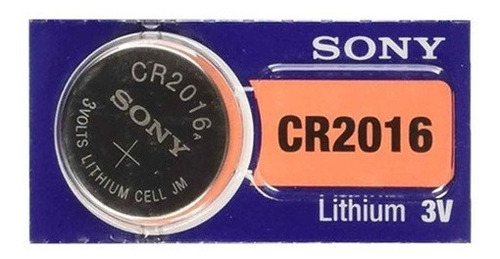 SONY
CR2016
Lithium 3V
CR2016 A
SONY
+
3VOLTS LITHIUM CELL JM